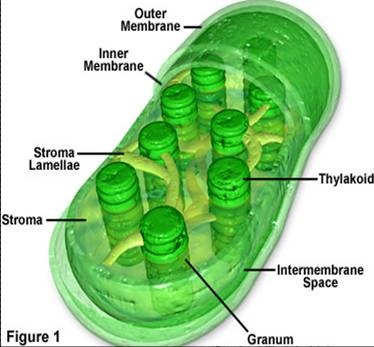 Outer
Membrane
Inner
Membrane
Stroma
Lamellae
Thylakoid
Stroma
Intermembrane
Space
Granum
Figure 1